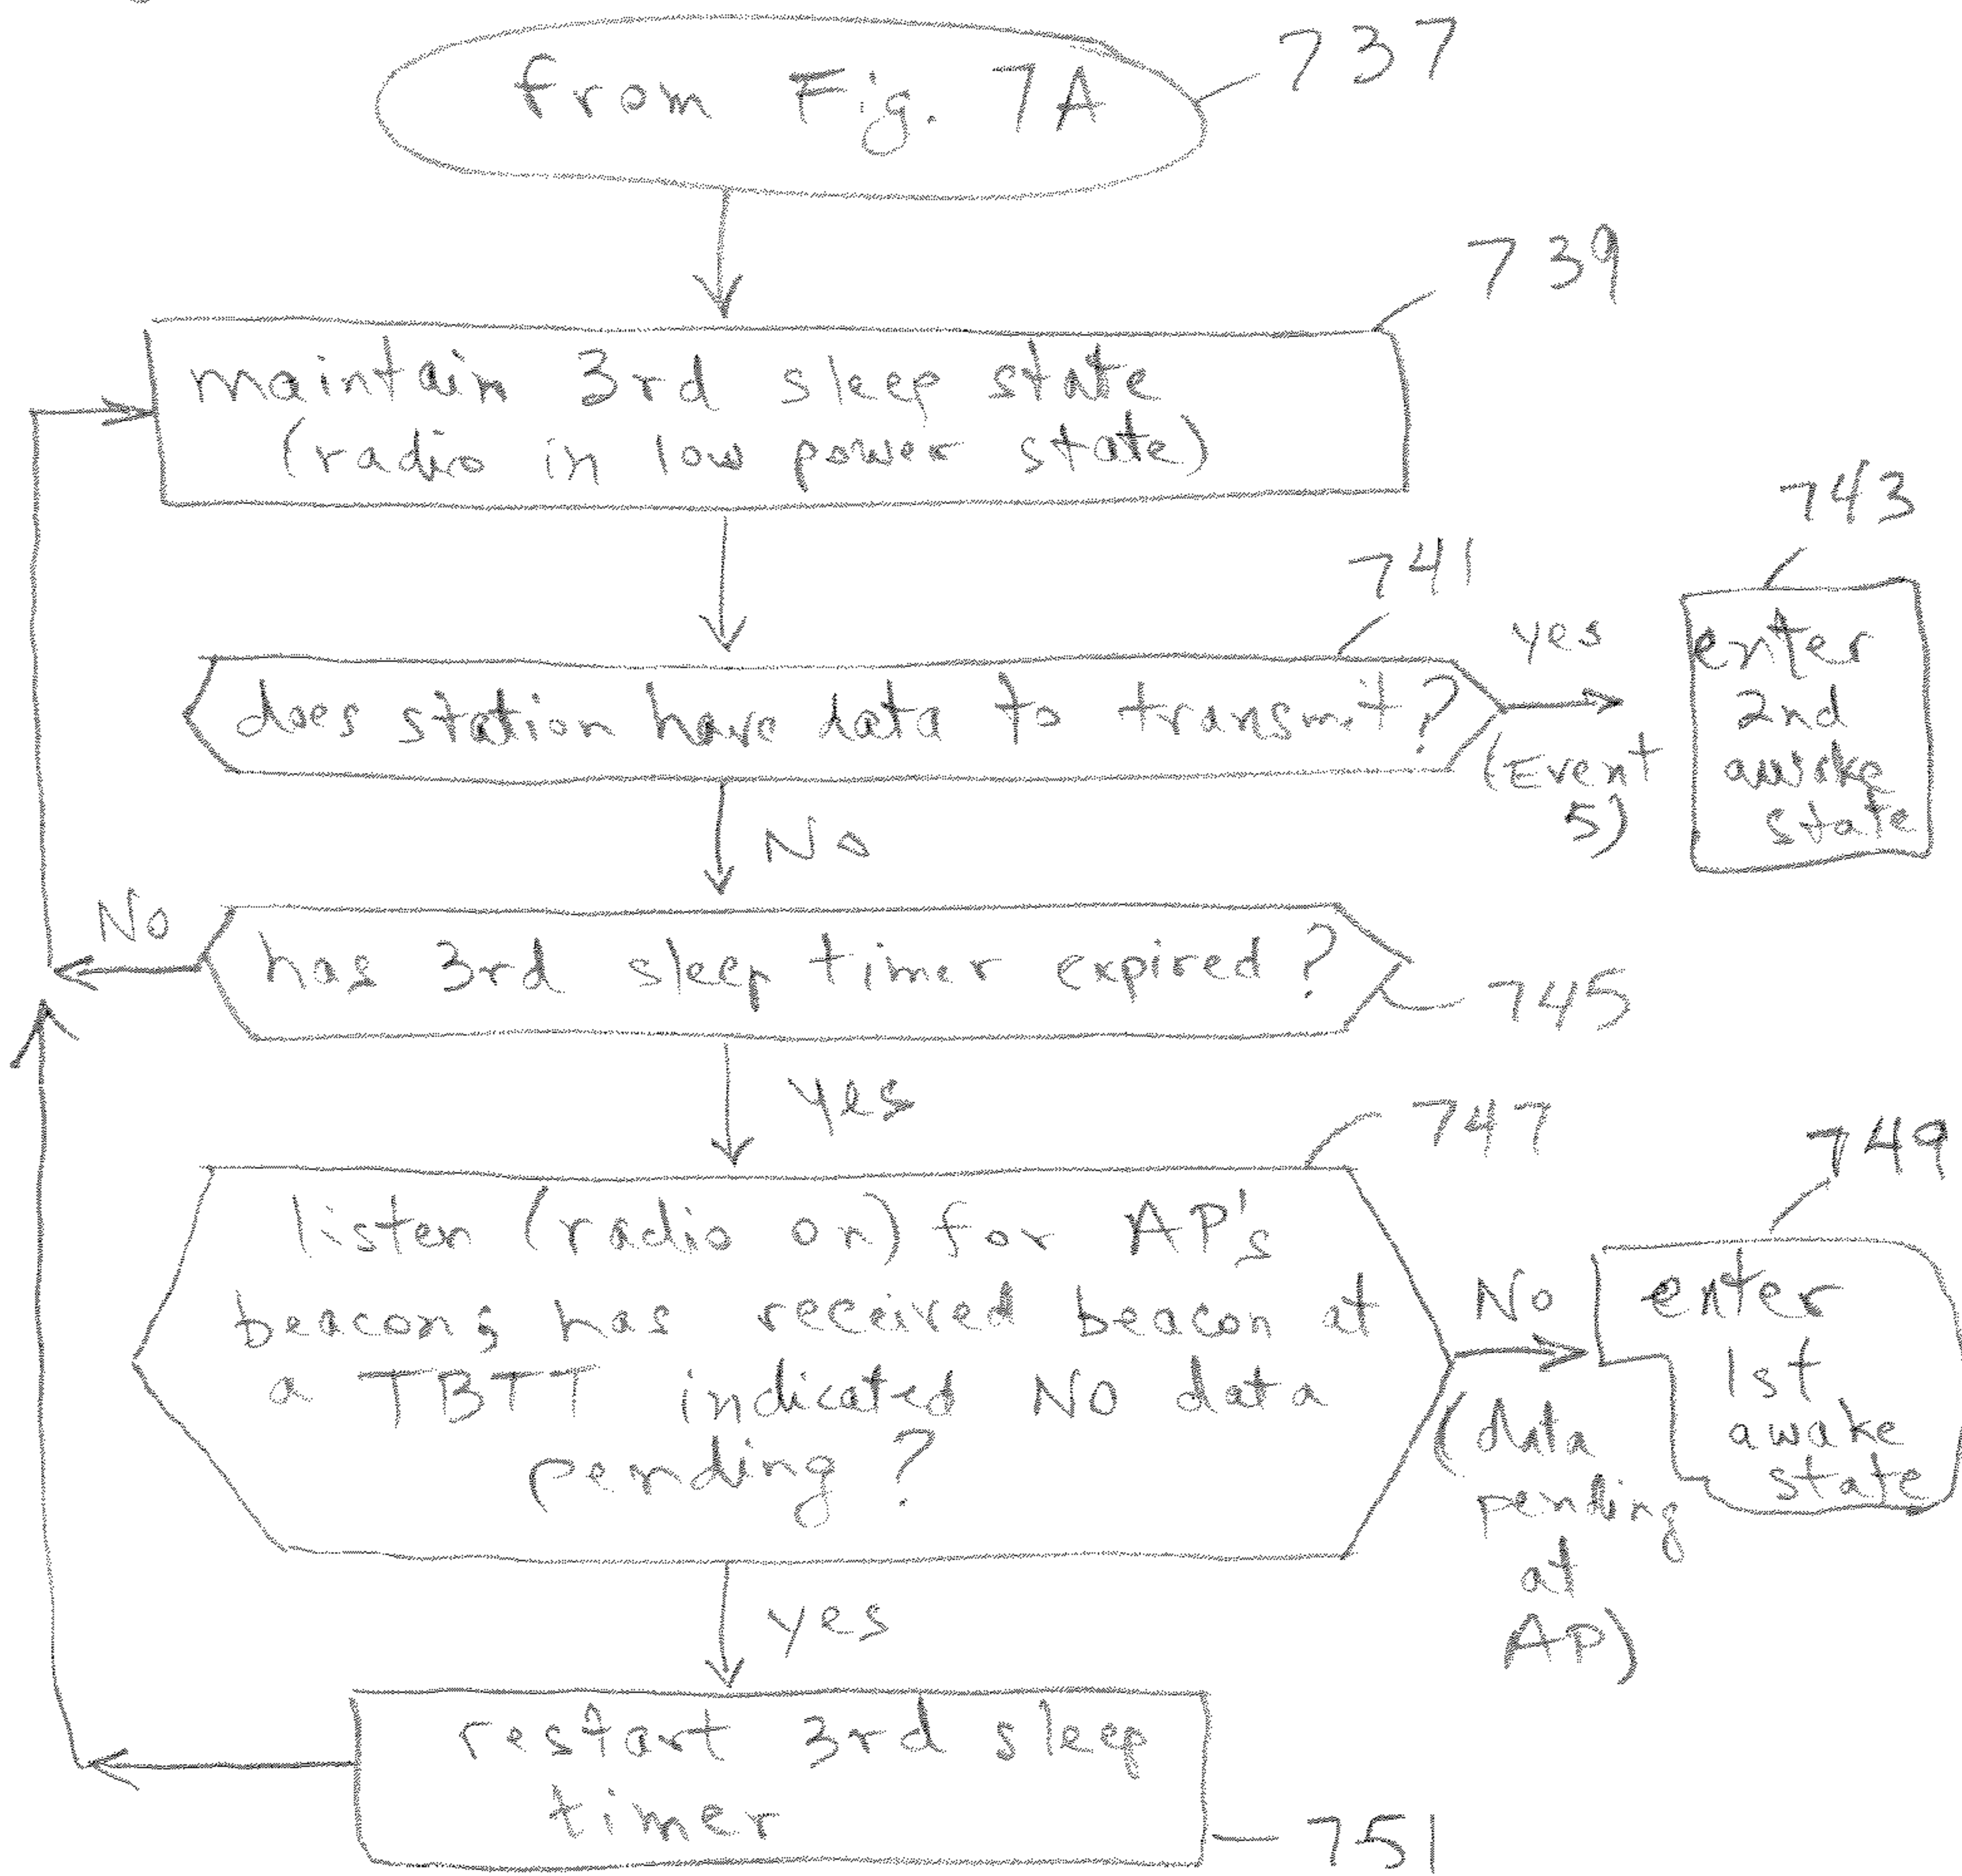 from Fig. 7A
737
739
maintain 3rd sleep state
(radio in low power state)
741
743
does station have data to transmit?
yes
(Event
5)
enter
2nd
awake
state
No
No
has 3rd sleep timer expired?
745
yes
747
749
listen (radio on) for AP's
beacon; has received beacon at
a TBTT indicated NO data
pending?
No
(data
pending
at
AP)
enter
1st
awake
state
yes
restart 3rd sleep
timer
751